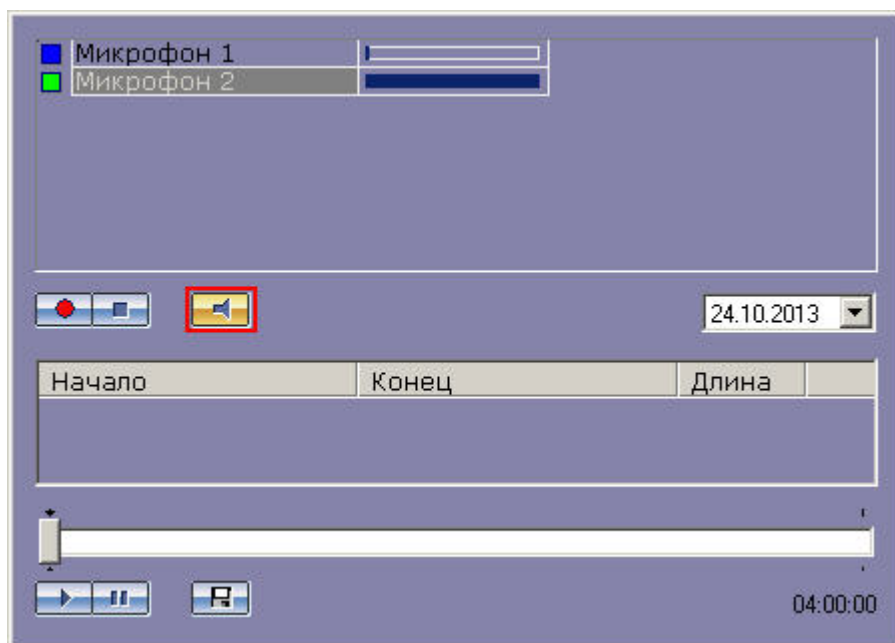 Микрофон 1
Микрофон 2
24.10.2013
Начало Конец Длина
04:00:00